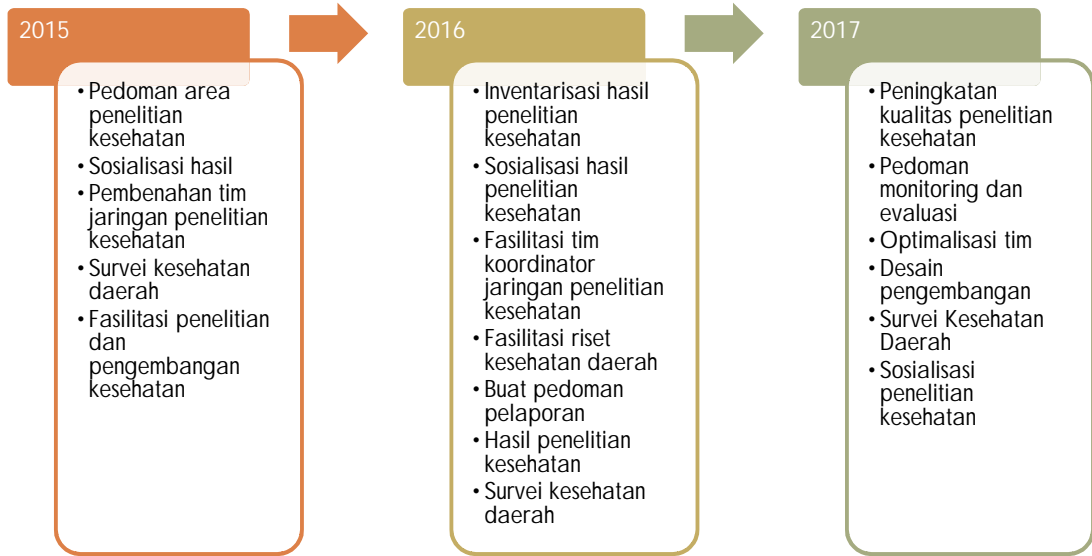 2015
• Pedoman area
penelitian
kesehatan
• Sosialisasi hasil
• Pembenahan tim
jaringan penelitian
kesehatan
• Survei kesehatan
daerah
• Fasilitasi penelitian
dan
pengembangan
kesehatan
2016
• Inventarisasi hasil
penelitian
kesehatan
• Sosialisasi hasil
penelitian
kesehatan
• Fasilitasi tim
koordinator
jaringan penelitian
kesehatan
• Fasilitasi riset
kesehatan daerah
• Buat pedoman
pelaporan
• Hasil penelitian
kesehatan
• Survei kesehatan
daerah
2017
• Peningkatan
kualitas penelitian
kesehatan
• Pedoman
monitoring dan
evaluasi
• Optimalisasi tim
• Desain
pengembangan
• Survei Kesehatan
Daerah
• Sosialisasi
penelitian
kesehatan